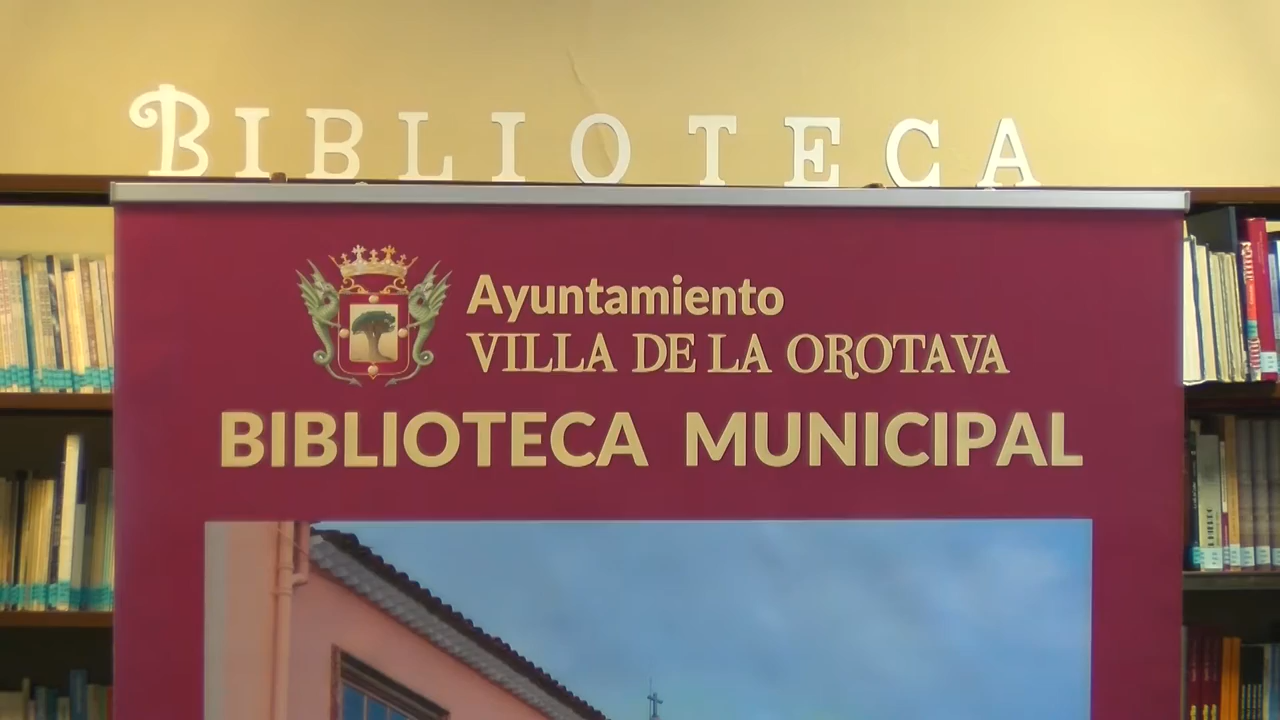 BIBLIOTECA
Ayuntamiento
VILLA DE LA OROTAVA
BIBLIOTECA MUNICIPAL